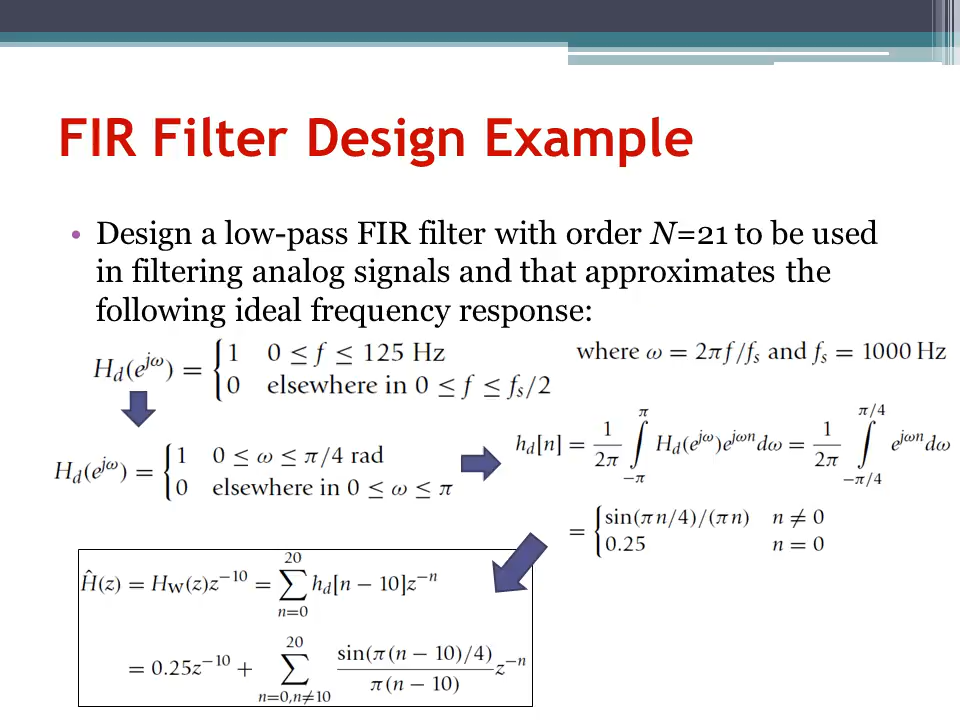 FIR Filter Design Example
• Design a low-pass FIR filter with order N=21 to be used
in filtering analog signals and that approximates the
following ideal frequency response:
H_d(e^{jω}) = { 1   0 ≤ f ≤ 125 Hz   where ω = 2πf/f_s and f_s = 1000 Hz
0   elsewhere in 0 ≤ f ≤ f_s/2
H_d(e^{jω}) = { 1   0 ≤ ω ≤ π/4 rad
0   elsewhere in 0 ≤ ω ≤ π
h_d[n] = \frac{1}{2π} ∫_{−π}^{π} H_d(e^{jω})e^{jωn}dω = \frac{1}{2π} ∫_{−π/4}^{π/4} e^{jωn}dω
= { sin(πn/4)/(πn)   n ≠ 0
0.25   n = 0
Ĥ(z) = H_W(z)z^{−10} = ∑_{n=0}^{20} h_d[n − 10]z^{−n}
= 0.25z^{−10} + ∑_{n=0,n≠10}^{20} \frac{sin(π(n − 10)/4)}{π(n − 10)} z^{−n}